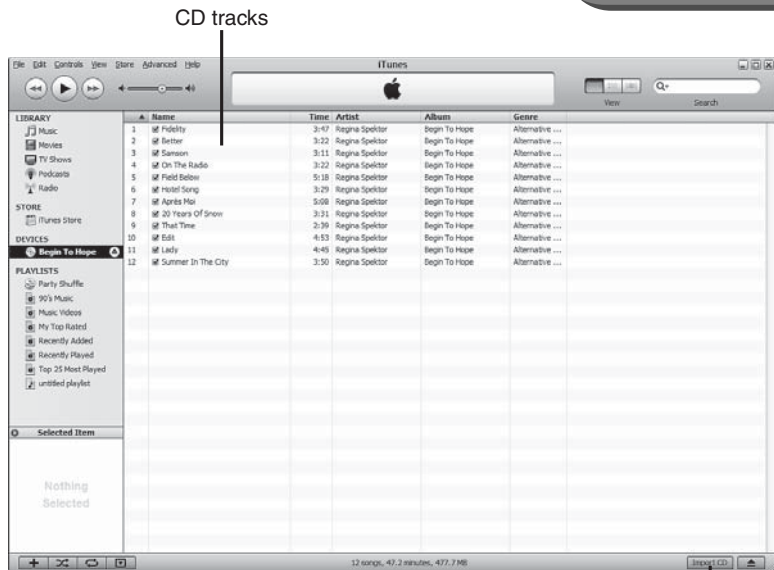 CD tracks
File Edit Controls View Store Advanced Help
iTunes
View
Search
LIBRARY
Music
Movies
TV Shows
Podcasts
Radio
STORE
iTunes Store
DEVICES
Begin To Hope
PLAYLISTS
Party Shuffle
90's Music
Music Videos
My Top Rated
Recently Added
Recently Played
Top 25 Most Played
untitled playlist
Selected Item
Nothing
Selected
Name Time Artist Album Genre
1 Fidelity 3:47 Regina Spektor Begin To Hope Alternative ...
2 Better 3:22 Regina Spektor Begin To Hope Alternative ...
3 Samson 3:11 Regina Spektor Begin To Hope Alternative ...
4 On The Radio 3:22 Regina Spektor Begin To Hope Alternative ...
5 Field Below 5:18 Regina Spektor Begin To Hope Alternative ...
6 Hotel Song 3:29 Regina Spektor Begin To Hope Alternative ...
7 Après Moi 5:08 Regina Spektor Begin To Hope Alternative ...
8 20 Years Of Snow 3:31 Regina Spektor Begin To Hope Alternative ...
9 That Time 2:39 Regina Spektor Begin To Hope Alternative ...
10 Edit 4:53 Regina Spektor Begin To Hope Alternative ...
11 Lady 4:45 Regina Spektor Begin To Hope Alternative ...
12 Summer In The City 3:50 Regina Spektor Begin To Hope Alternative ...
12 songs, 47.2 minutes, 477.7 MB
Import CD